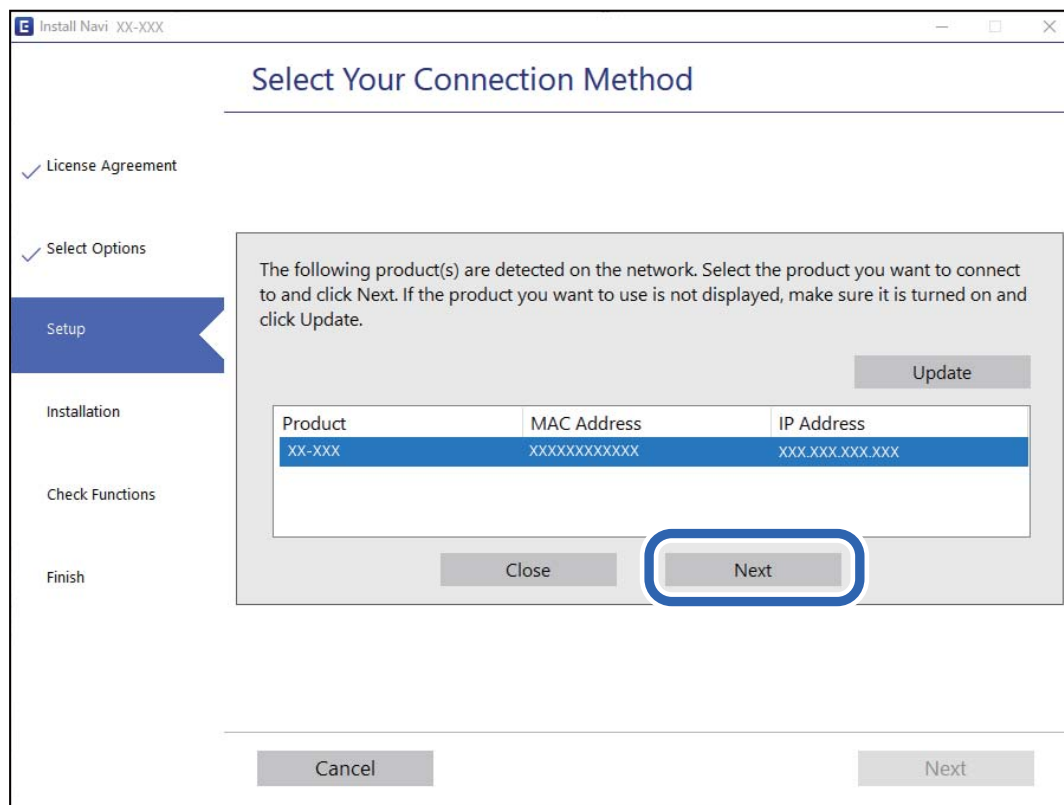 E Install Navi XX-XXX
Select Your Connection Method
License Agreement
Select Options
Setup
Installation
Check Functions
Finish
The following product(s) are detected on the network. Select the product you want to connect
to and click Next. If the product you want to use is not displayed, make sure it is turned on and
click Update.
Update
Product MAC Address IP Address
XX-XXX XXXXXXXXXXXX XXX.XXX.XXX.XXX
Close Next
Cancel Next